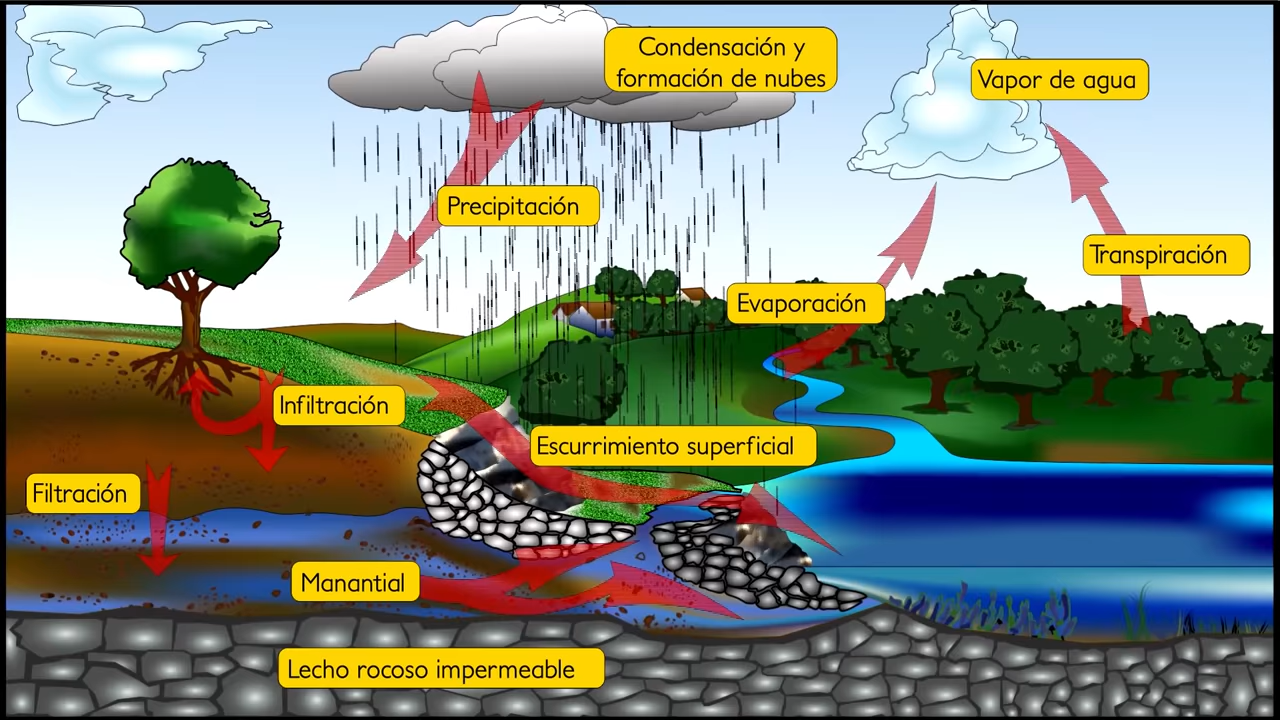 Condensación y
formación de nubes
Vapor de agua
Precipitación
Transpiración
Evaporación
Infiltración
Escurrimiento superficial
Filtración
Manantial
Lecho rocoso impermeable